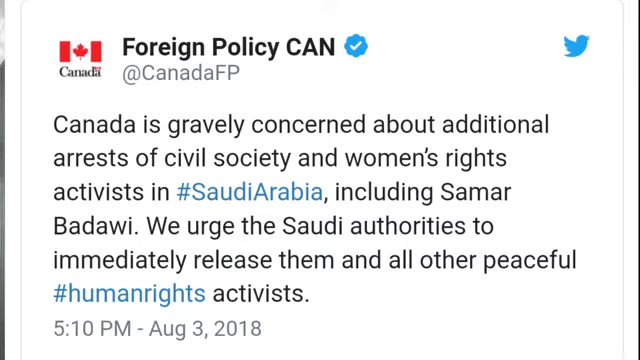 Foreign Policy CAN
Canada
@CanadaFP
Canada is gravely concerned about additional
arrests of civil society and women’s rights
activists in #SaudiArabia, including Samar
Badawi. We urge the Saudi authorities to
immediately release them and all other peaceful
#humanrights activists.
5:10 PM - Aug 3, 2018